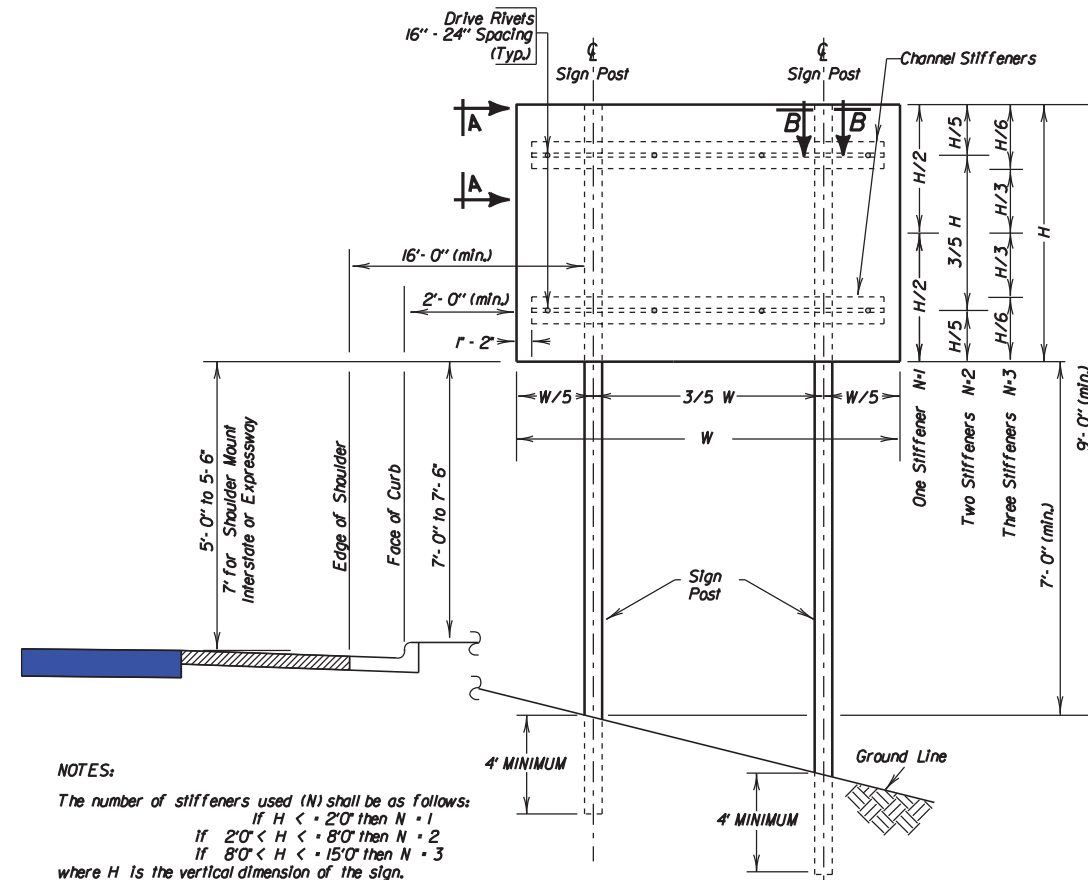 Drive Rivets
16" - 24" Spacing
(Typ.)
℄
Sign Post
℄
Sign Post
Channel Stiffeners
A
A
B
B
H/2
H/2
H/5
3/5 H
H/5
H/6
H/3
H/3
H/6
H
16'- 0" (min.)
2'- 0" (min.)
1" - 2"
W/5
3/5 W
W/5
W
One Stiffener N=1
Two Stiffeners N=2
Three Stiffeners N=3
9'- 0" (min.)
7'- 0" (min.)
5'- 0" to 5'- 6"
7' for Shoulder Mount
Interstate or Expressway
Edge of Shoulder
Face of Curb
7'- 0" to 7'- 6"
Sign
Post
4' MINIMUM
4' MINIMUM
Ground Line
NOTES:
The number of stiffeners used (N) shall be as follows:
If H < = 2'0" then N = 1
if 2'0" < H < = 8'0" then N = 2
if 8'0" < H < = 15'0" then N = 3
where H is the vertical dimension of the sign.